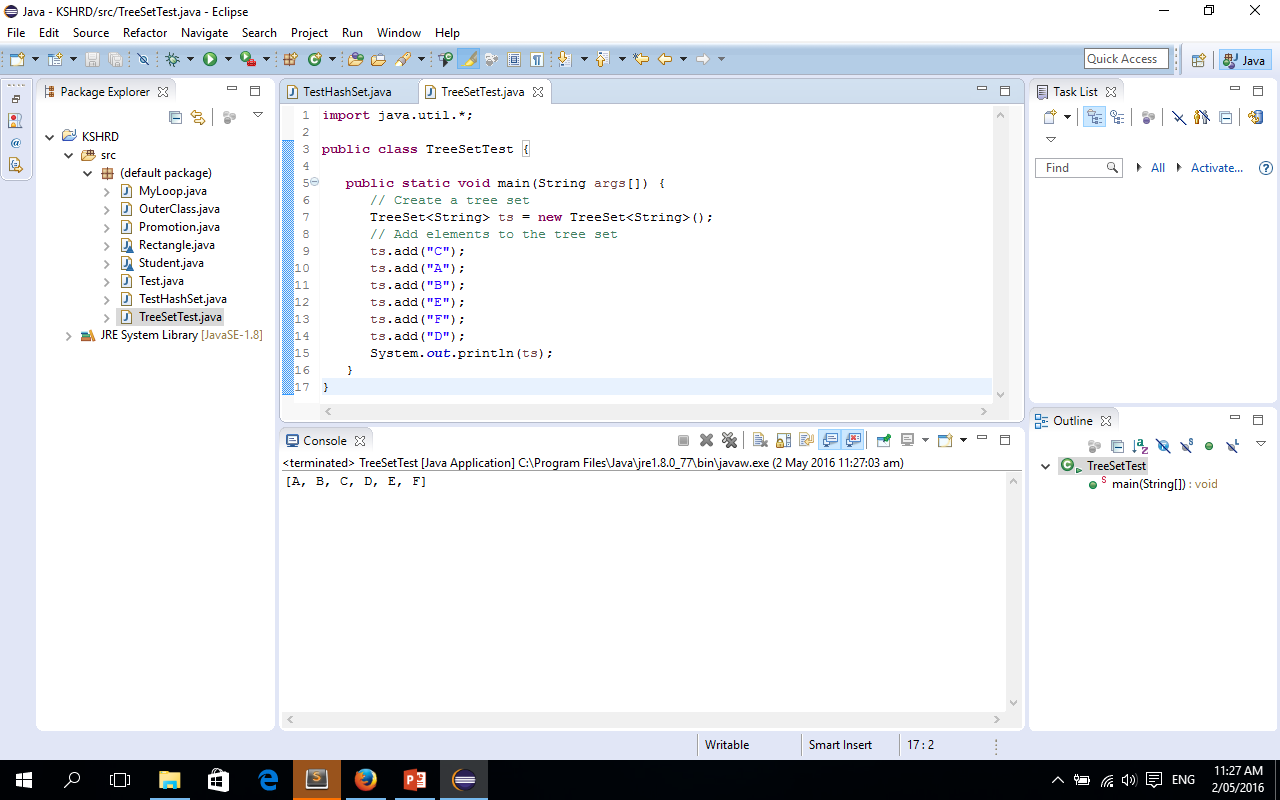 Java - KSHRD/src/TreeSetTest.java - Eclipse
File Edit Source Refactor Navigate Search Project Run Window Help
Quick Access
Java
Package Explorer
KSHRD
src
(default package)
MyLoop.java
OuterClass.java
Promotion.java
Rectangle.java
Student.java
Test.java
TestHashSet.java
TreeSetTest.java
JRE System Library [JavaSE-1.8]
TestHashSet.java TreeSetTest.java
1 import java.util.*;
2
3 public class TreeSetTest {
4
5 public static void main(String args[]) {
6 // Create a tree set
7 TreeSet<String> ts = new TreeSet<String>();
8 // Add elements to the tree set
9 ts.add("C");
10 ts.add("A");
11 ts.add("B");
12 ts.add("E");
13 ts.add("F");
14 ts.add("D");
15 System.out.println(ts);
16 }
17 }
Console
<terminated> TreeSetTest [Java Application] C:\Program Files\Java\jre1.8.0_77\bin\javaw.exe (2 May 2016 11:27:03 am)
[A, B, C, D, E, F]
Task List
Find All Activate...
Outline
TreeSetTest
main(String[]) : void
Writable Smart Insert 17 : 2
ENG
11:27 AM
2/05/2016